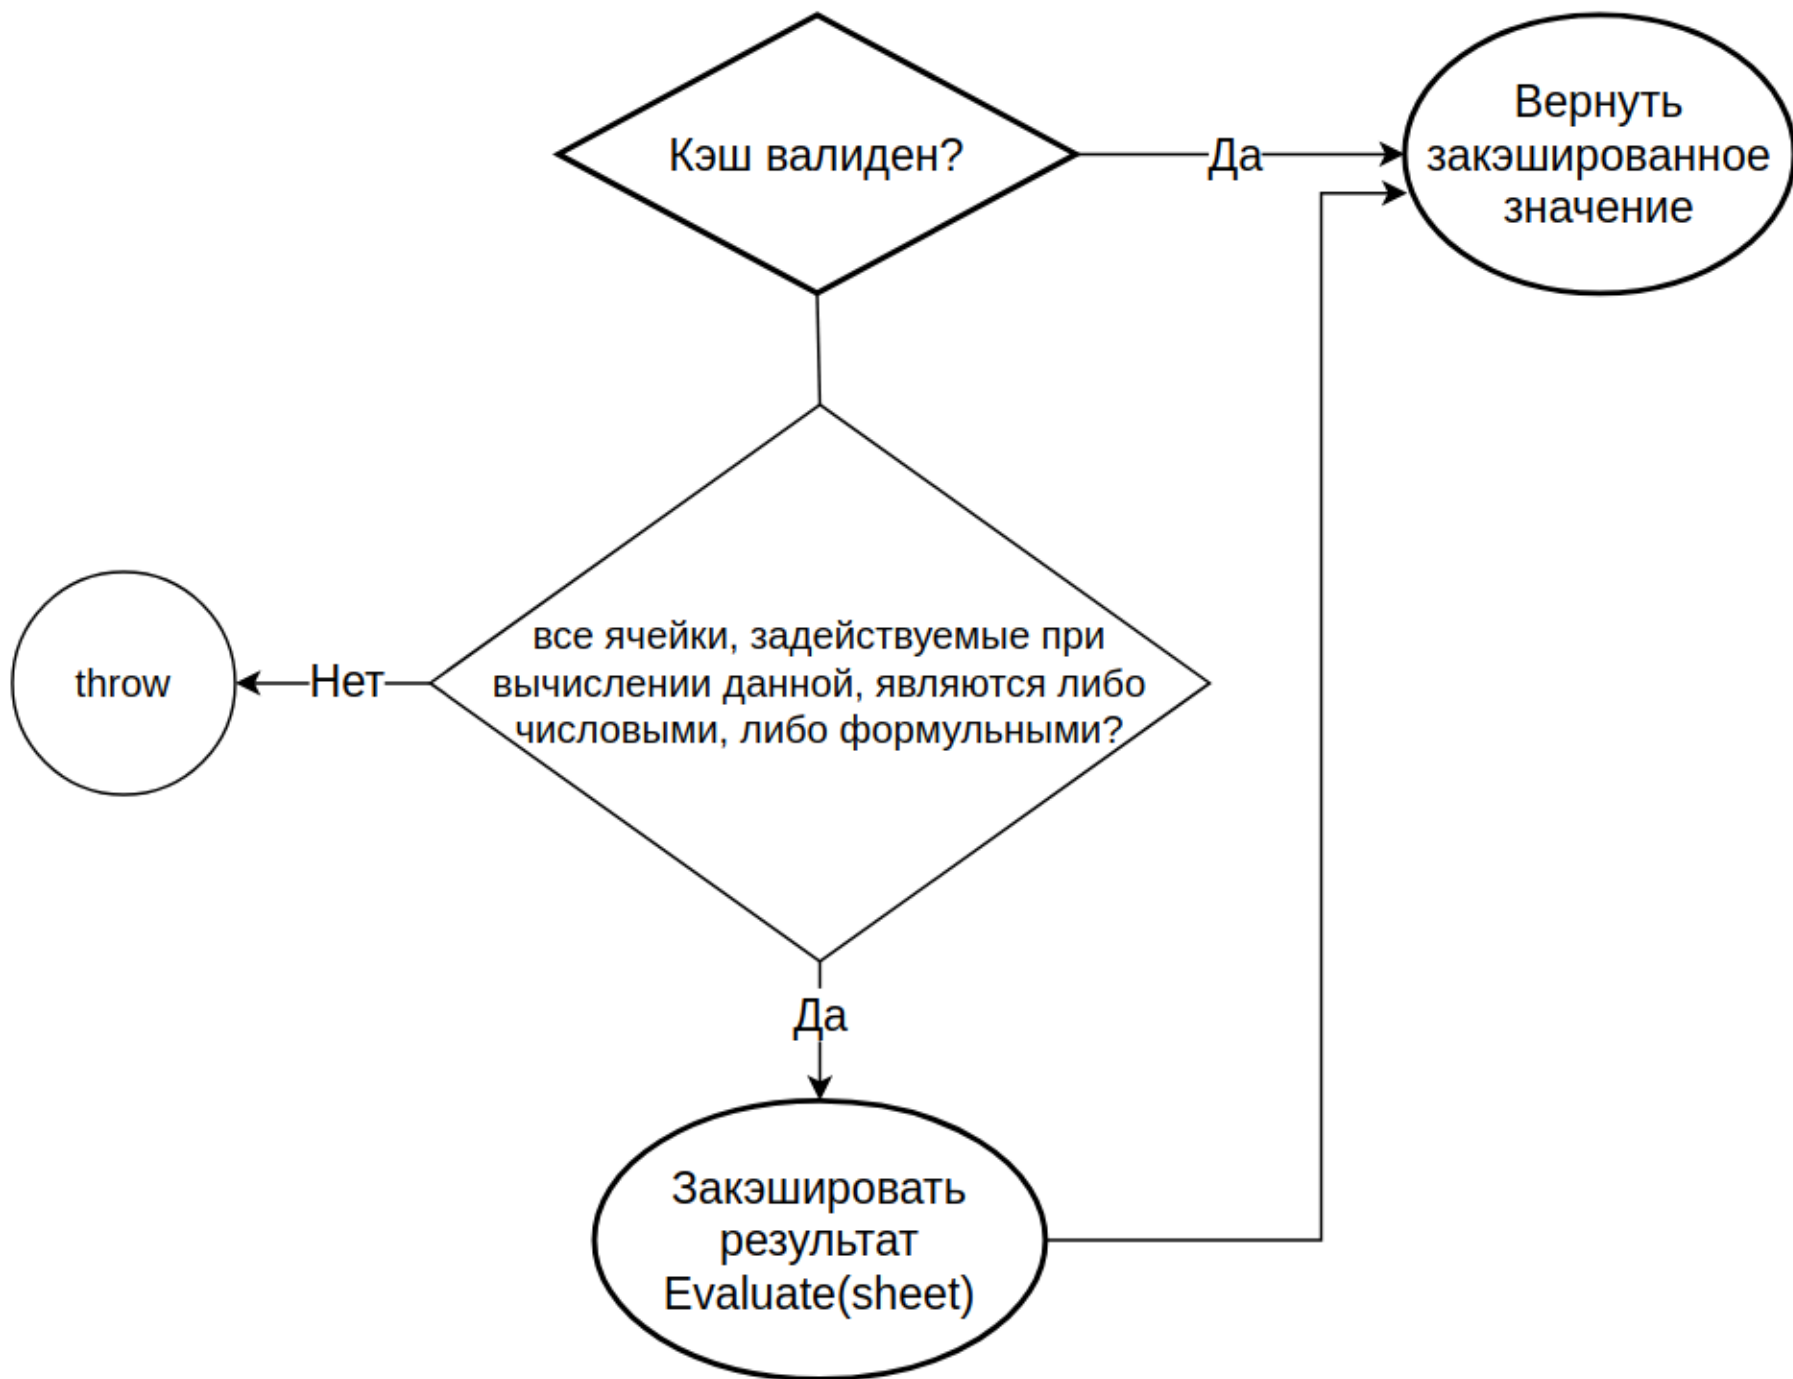 Кэш валиден?
Да
Вернуть
закэшированное
значение
все ячейки, задействуемые при
вычислении данной, являются либо
числовыми, либо формульными?
Нет
throw
Да
Закэшировать
результат
Evaluate(sheet)